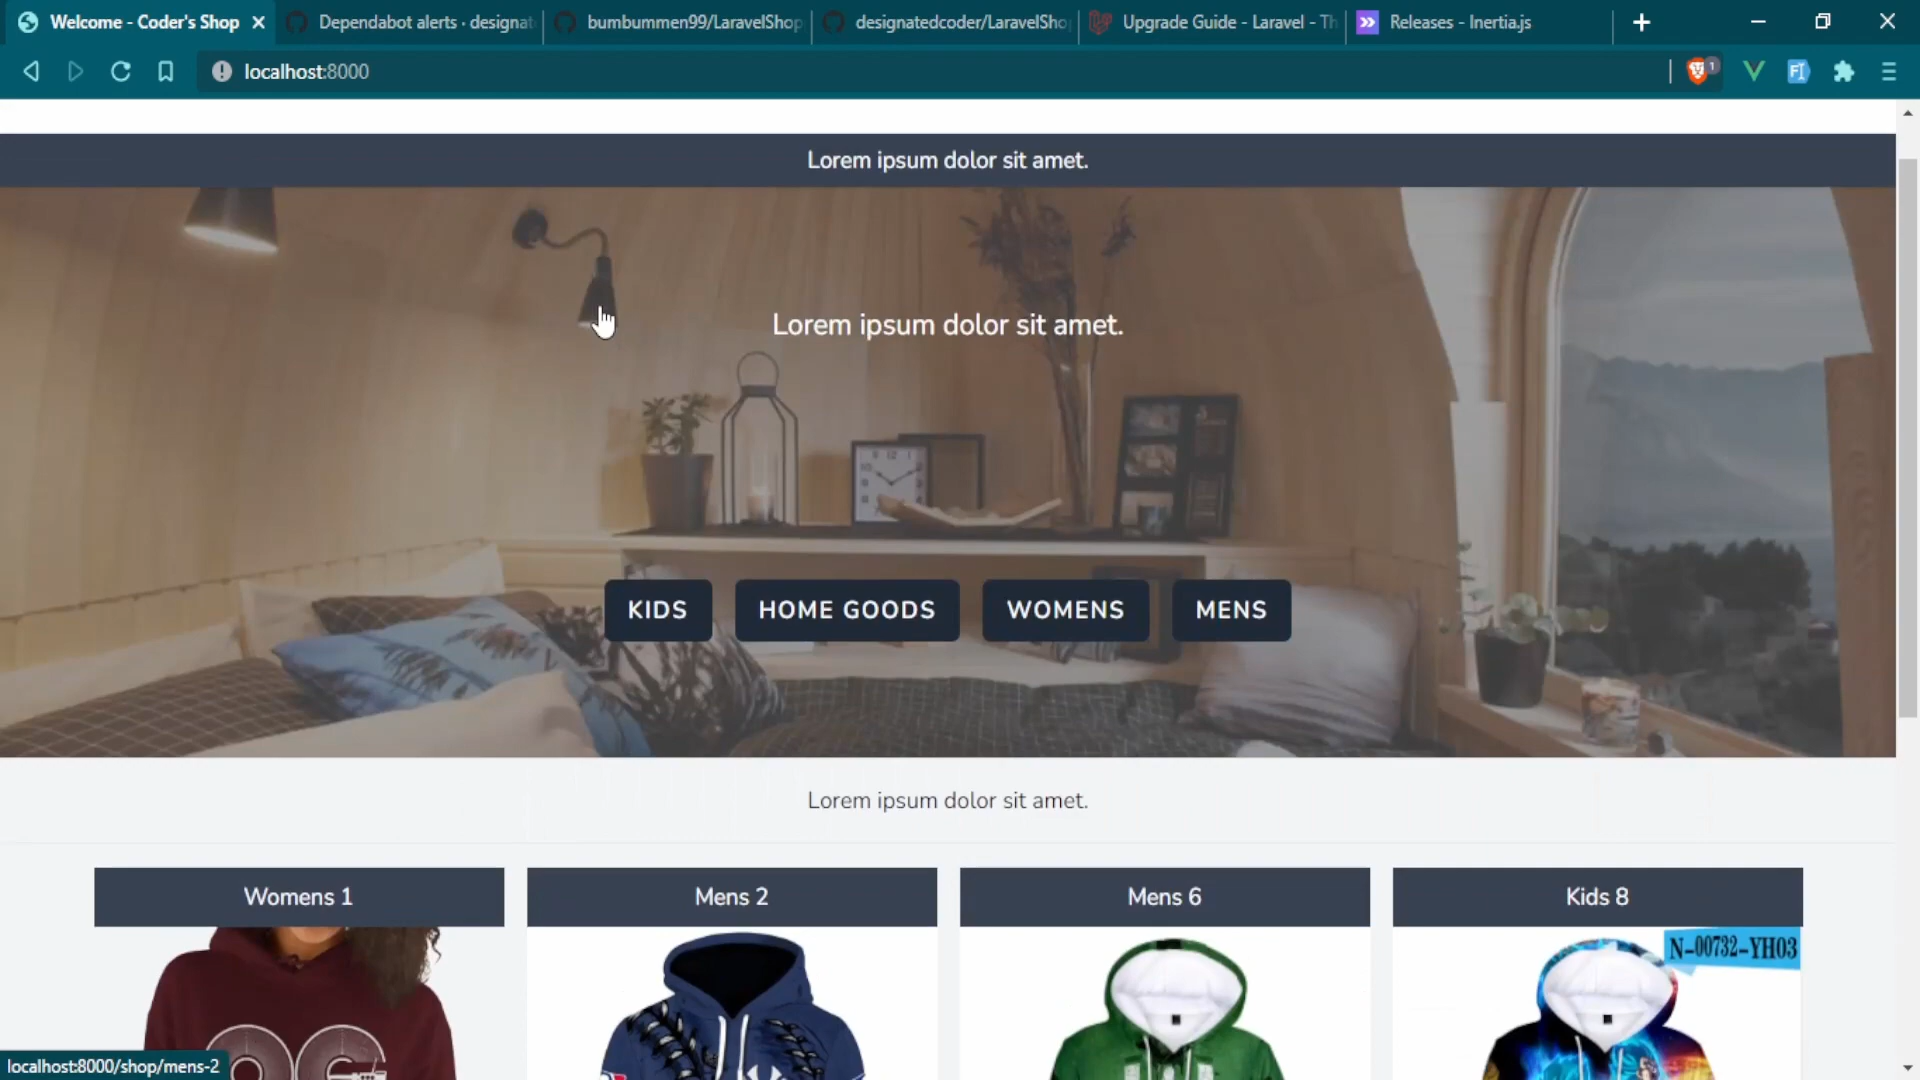 Welcome - Coder's Shop
Dependabot alerts · designat
bumbummen99/LaravelShop
designatedcoder/LaravelSho
Upgrade Guide - Laravel - Th
Releases - Inertia.js
localhost:8000
1
Lorem ipsum dolor sit amet.
Lorem ipsum dolor sit amet.
KIDS
HOME GOODS
WOMENS
MENS
Lorem ipsum dolor sit amet.
Womens 1
Mens 2
Mens 6
Kids 8
N-00732-YH03
localhost:8000/shop/mens-2